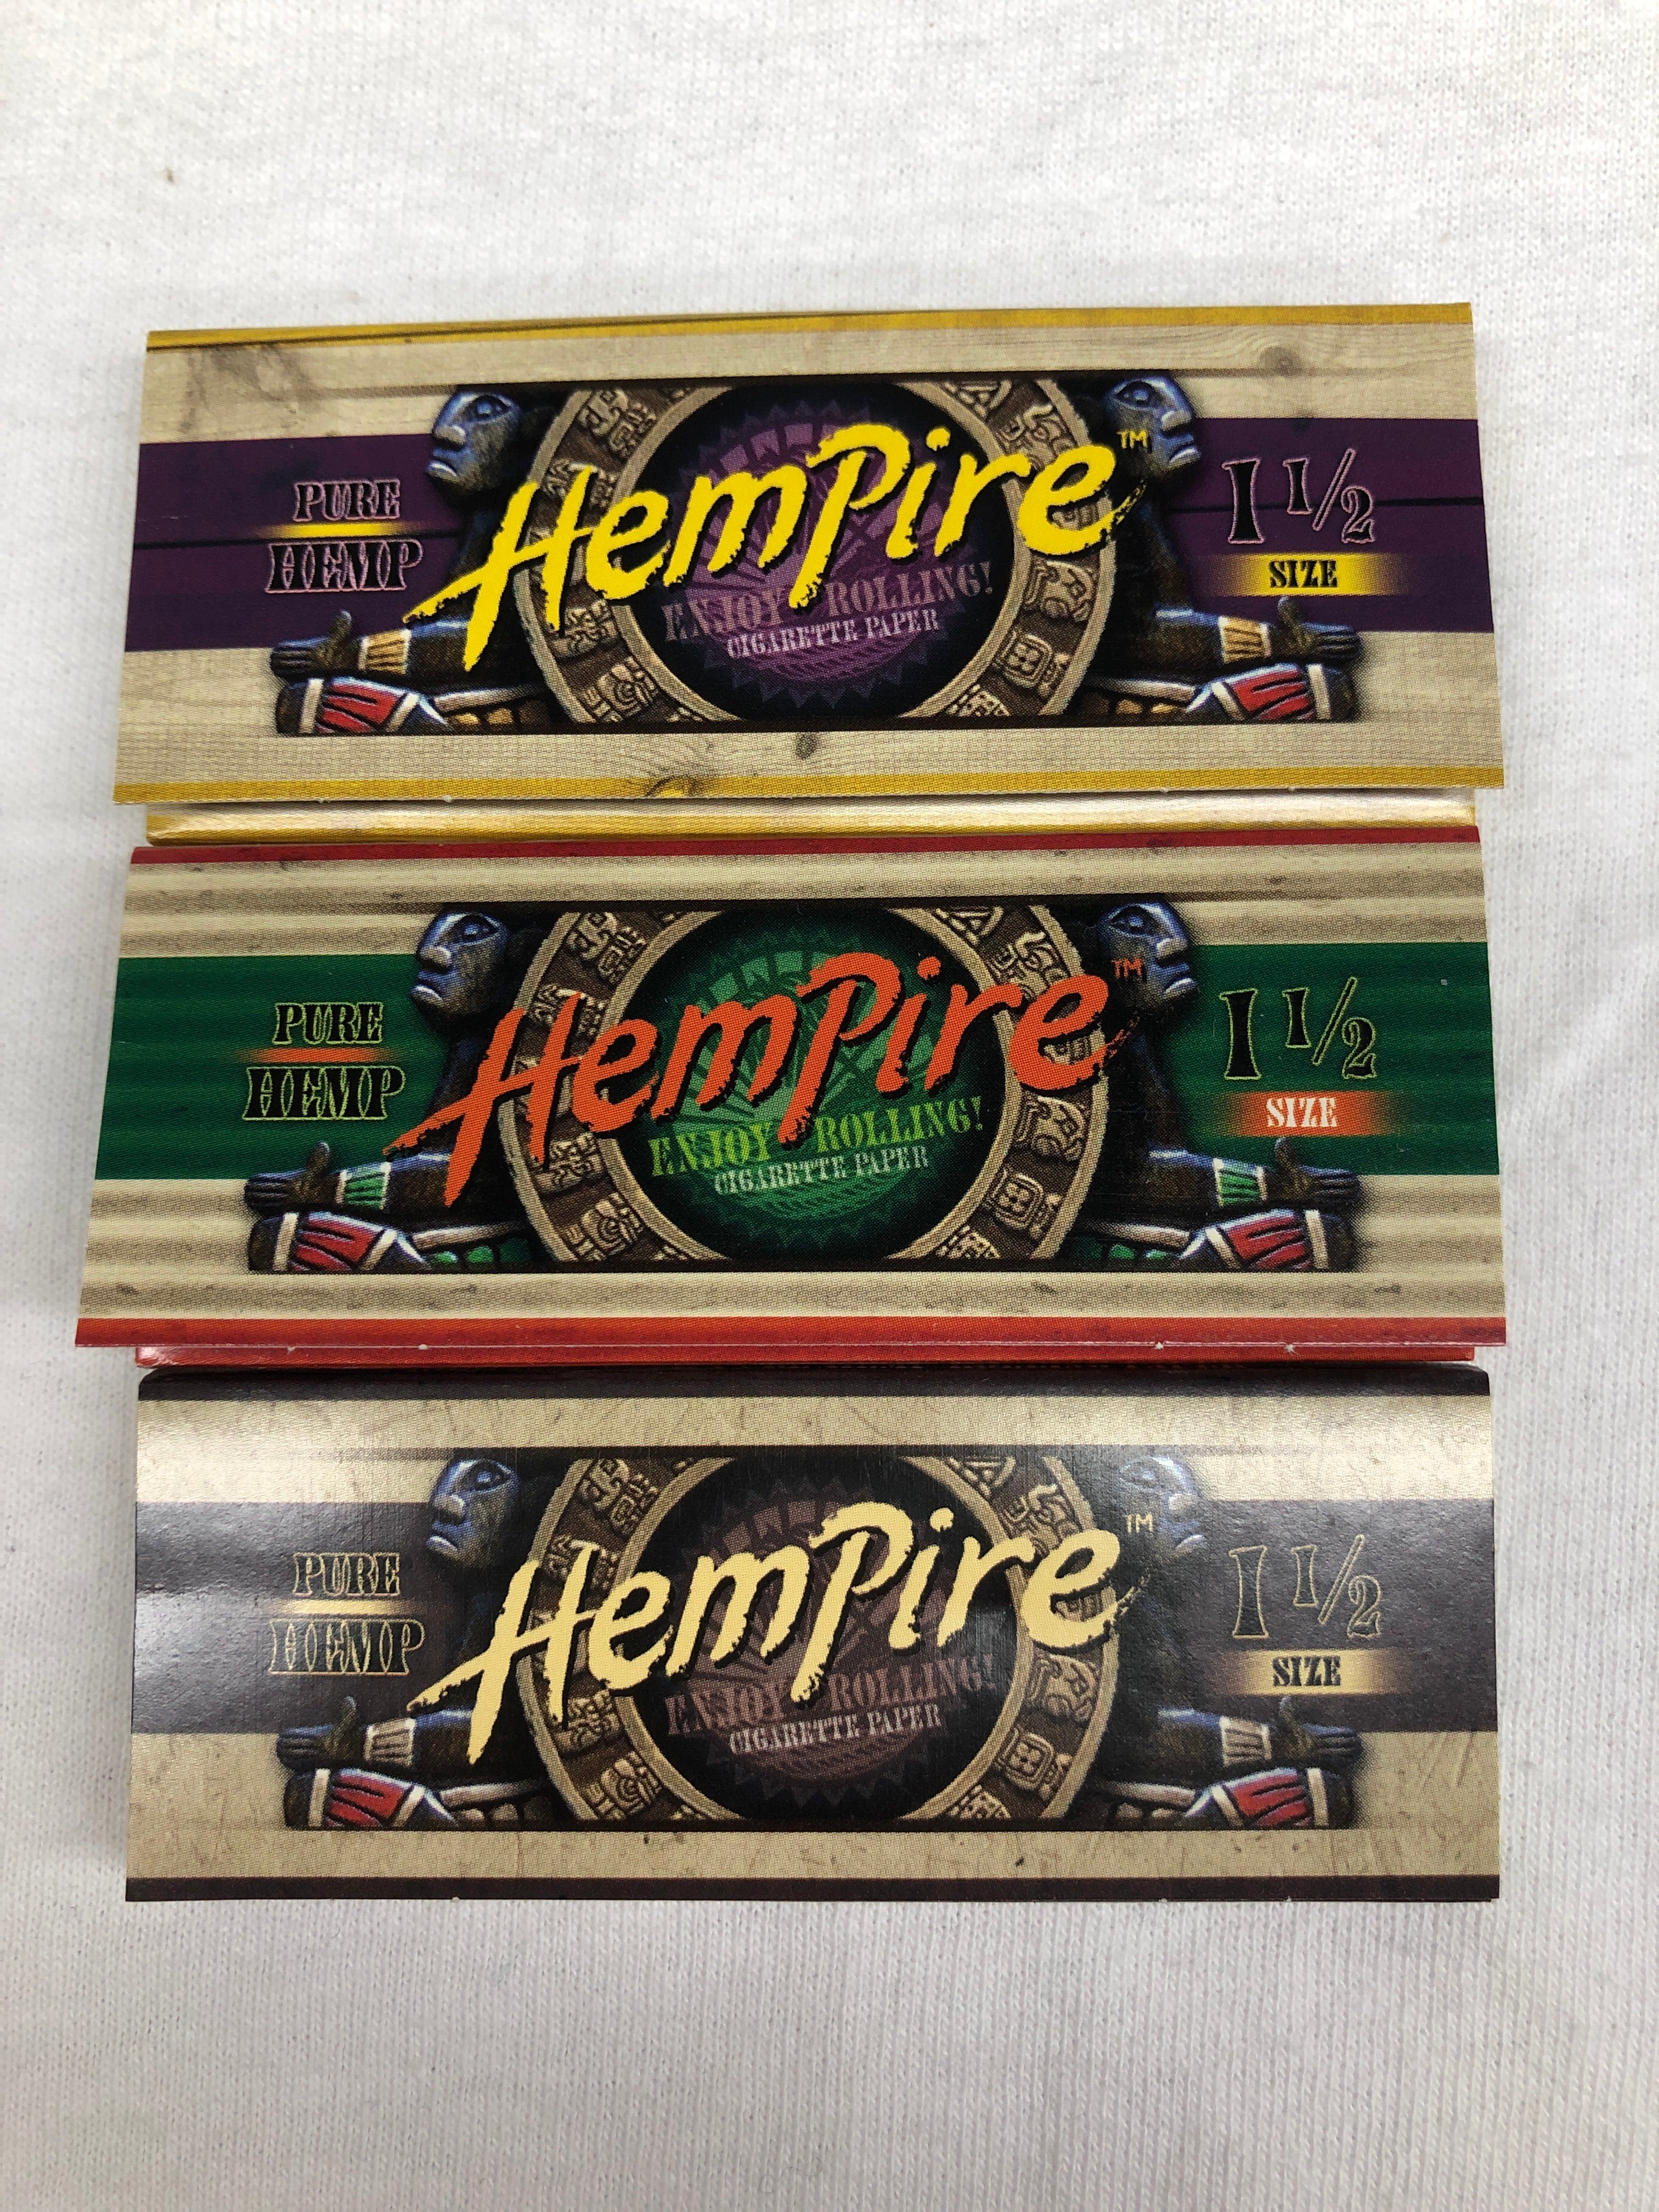 PURE
HEMP
HemPire™
ENJOY ROLLING!
CIGARETTE PAPER
1 1/2
SIZE
PURE
HEMP
HemPire™
ENJOY ROLLING!
CIGARETTE PAPER
1 1/2
SIZE
PURE
HEMP
HemPire™
ENJOY ROLLING!
CIGARETTE PAPER
1 1/2
SIZE